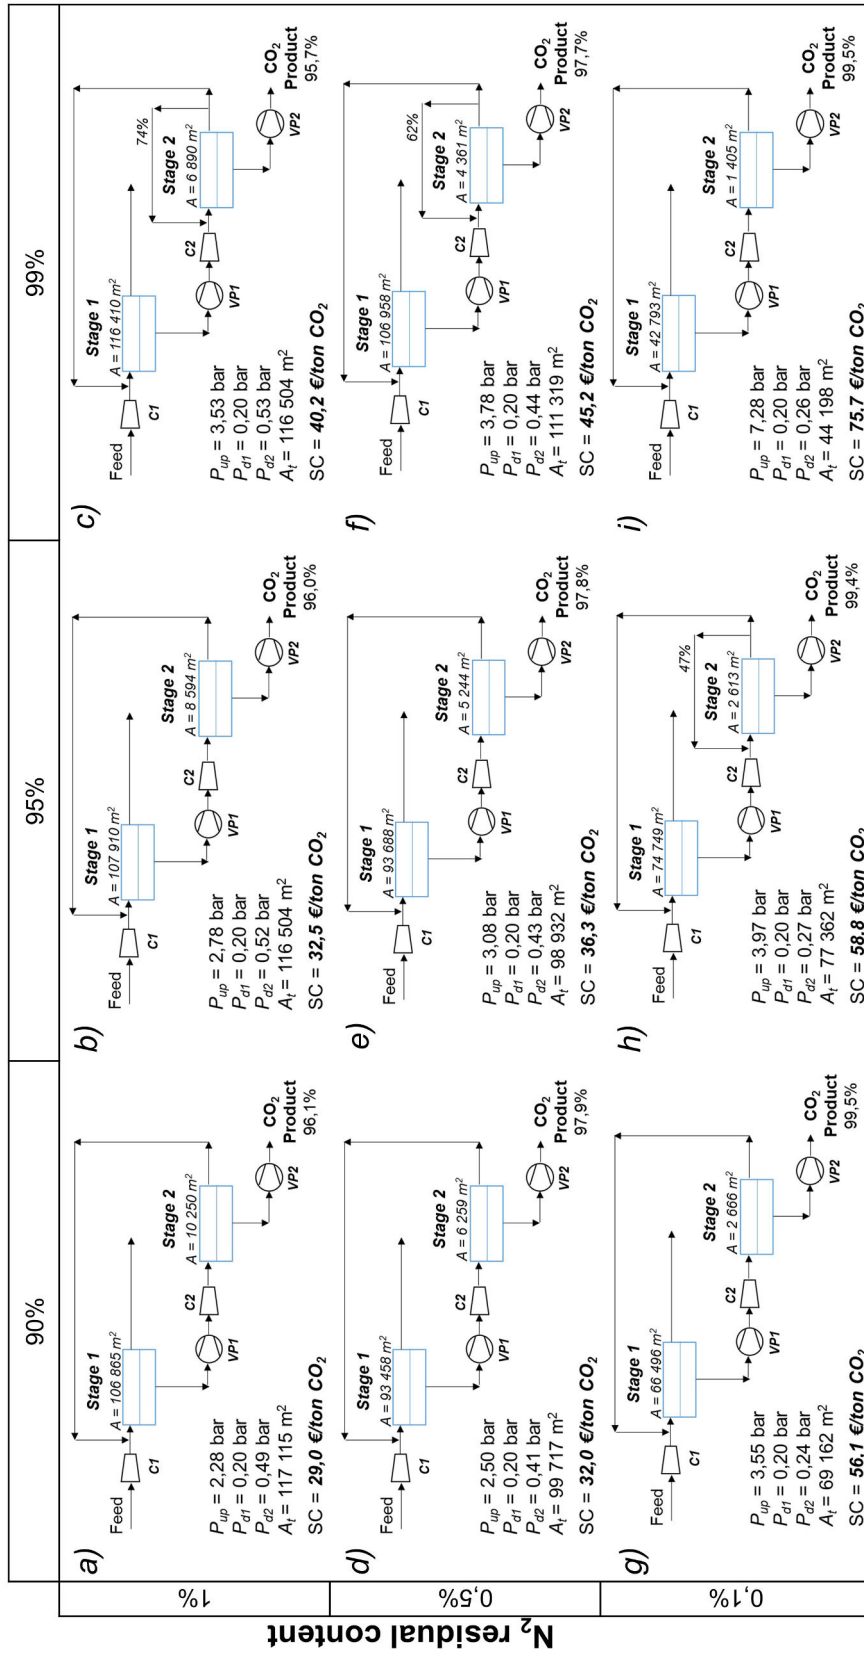 90%
95%
99%
N2 residual content
1%
0,5%
0,1%
a)
Feed
C1
Stage 1
A = 106 865 m2
VP1
C2
Stage 2
A = 10 250 m2
VP2
CO2
Product
96,1%
Pup = 2,28 bar
Pd1 = 0,20 bar
Pd2 = 0,49 bar
At = 117 115 m2
SC = 29,0 €/ton CO2
b)
Feed
C1
Stage 1
A = 107 910 m2
VP1
C2
Stage 2
A = 8 594 m2
VP2
CO2
Product
96,0%
Pup = 2,78 bar
Pd1 = 0,20 bar
Pd2 = 0,52 bar
At = 116 504 m2
SC = 32,5 €/ton CO2
c)
Feed
C1
Stage 1
A = 116 410 m2
VP1
C2
74%
Stage 2
A = 6 890 m2
VP2
CO2
Product
95,7%
Pup = 3,53 bar
Pd1 = 0,20 bar
Pd2 = 0,53 bar
At = 116 504 m2
SC = 40,2 €/ton CO2
d)
Feed
C1
Stage 1
A = 93 458 m2
VP1
C2
Stage 2
A = 6 259 m2
VP2
CO2
Product
97,9%
Pup = 2,50 bar
Pd1 = 0,20 bar
Pd2 = 0,41 bar
At = 99 717 m2
SC = 32,0 €/ton CO2
e)
Feed
C1
Stage 1
A = 93 688 m2
VP1
C2
Stage 2
A = 5 244 m2
VP2
CO2
Product
97,8%
Pup = 3,08 bar
Pd1 = 0,20 bar
Pd2 = 0,43 bar
At = 98 932 m2
SC = 36,3 €/ton CO2
f)
Feed
C1
Stage 1
A = 106 958 m2
VP1
C2
62%
Stage 2
A = 4 361 m2
VP2
CO2
Product
97,7%
Pup = 3,78 bar
Pd1 = 0,20 bar
Pd2 = 0,44 bar
At = 111 319 m2
SC = 45,2 €/ton CO2
g)
Feed
C1
Stage 1
A = 66 496 m2
VP1
C2
Stage 2
A = 2 666 m2
VP2
CO2
Product
99,5%
Pup = 3,55 bar
Pd1 = 0,20 bar
Pd2 = 0,24 bar
At = 69 162 m2
SC = 56.1 €/ton CO2
h)
Feed
C1
Stage 1
A = 74 749 m2
VP1
C2
47%
Stage 2
A = 2 613 m2
VP2
CO2
Product
99,4%
Pup = 3,97 bar
Pd1 = 0,20 bar
Pd2 = 0,27 bar
At = 77 362 m2
SC = 58.8 €/ton CO2
i)
Feed
C1
Stage 1
A = 42 793 m2
VP1
C2
Stage 2
A = 1 405 m2
VP2
CO2
Product
99,5%
Pup = 7,28 bar
Pd1 = 0,20 bar
Pd2 = 0,26 bar
At = 44 198 m2
SC = 75.7 €/ton CO2